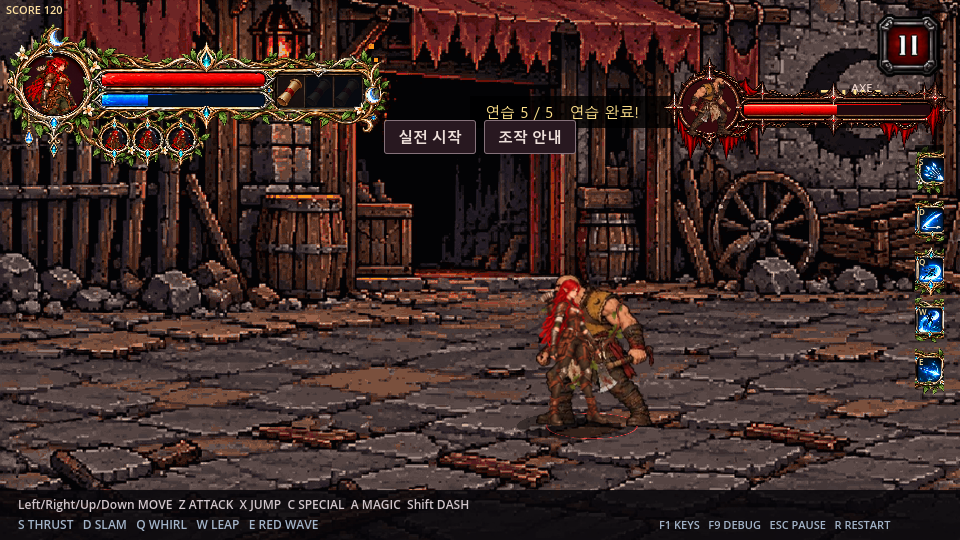 SCORE 120
AXE
연습 5 / 5 연습 완료!
실전 시작 조작 안내
D
W
E
Left/Right/Up/Down MOVE Z ATTACK X JUMP C SPECIAL A MAGIC Shift DASH
S THRUST D SLAM Q WHIRL W LEAP E RED WAVE
F1 KEYS F9 DEBUG ESC PAUSE R RESTART